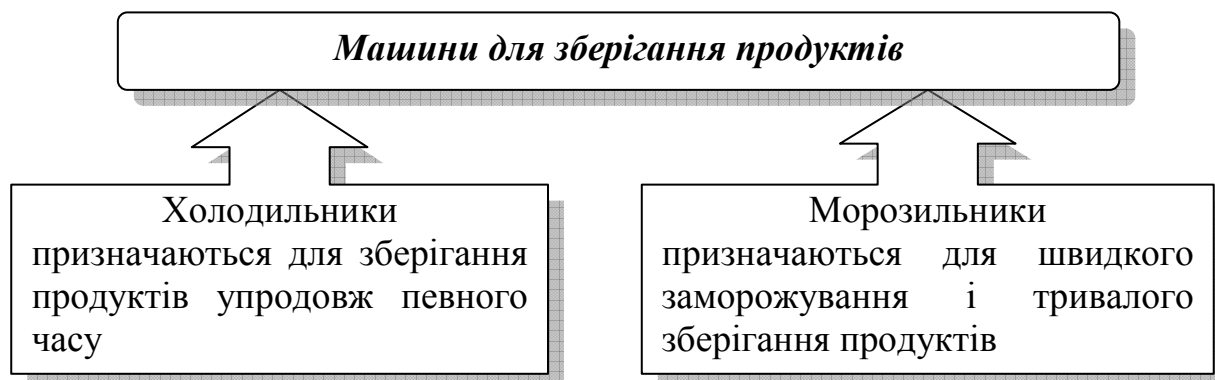 Машини для зберігання продуктів
Холодильники
призначаються для зберігання
продуктів упродовж певного
часу
Морозильники
призначаються для швидкого
заморожування і тривалого
зберігання продуктів